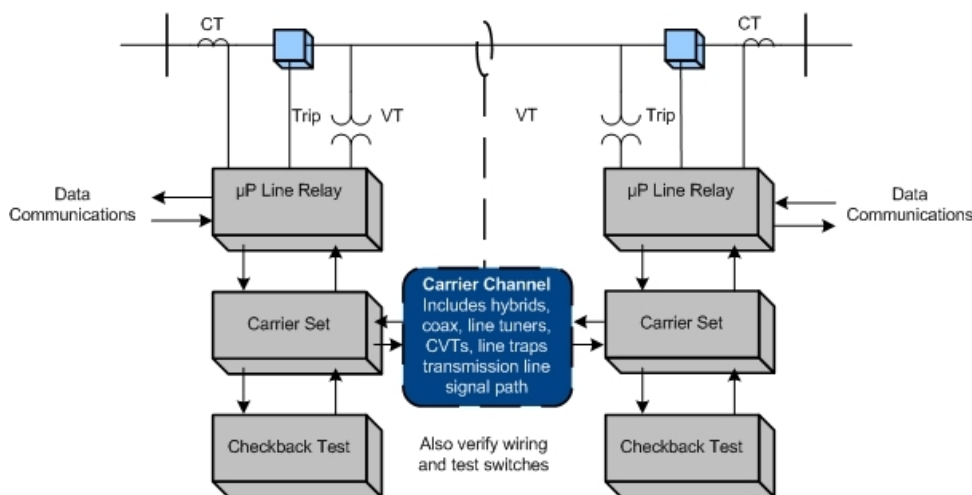 CT
CT
Trip
VT
VT
Trip
µP Line Relay
µP Line Relay
Data
Communications
Data
Communications
Carrier Channel
Includes hybrids,
coax, line tuners,
CVTs, line traps
transmission line
signal path
Carrier Set
Carrier Set
Checkback Test
Also verify wiring
and test switches
Checkback Test